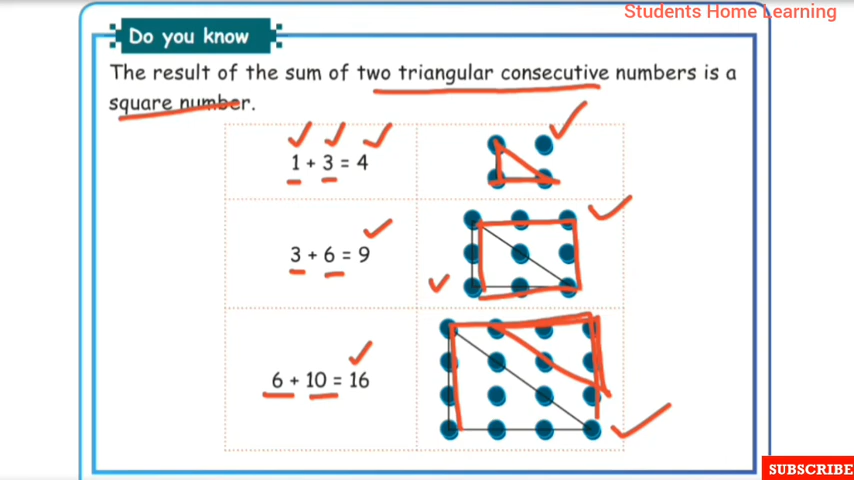 Students Home Learning
Do you know
The result of the sum of two triangular consecutive numbers is a
square number.
1 + 3 = 4
3 + 6 = 9
6 + 10 = 16
SUBSCRIBE